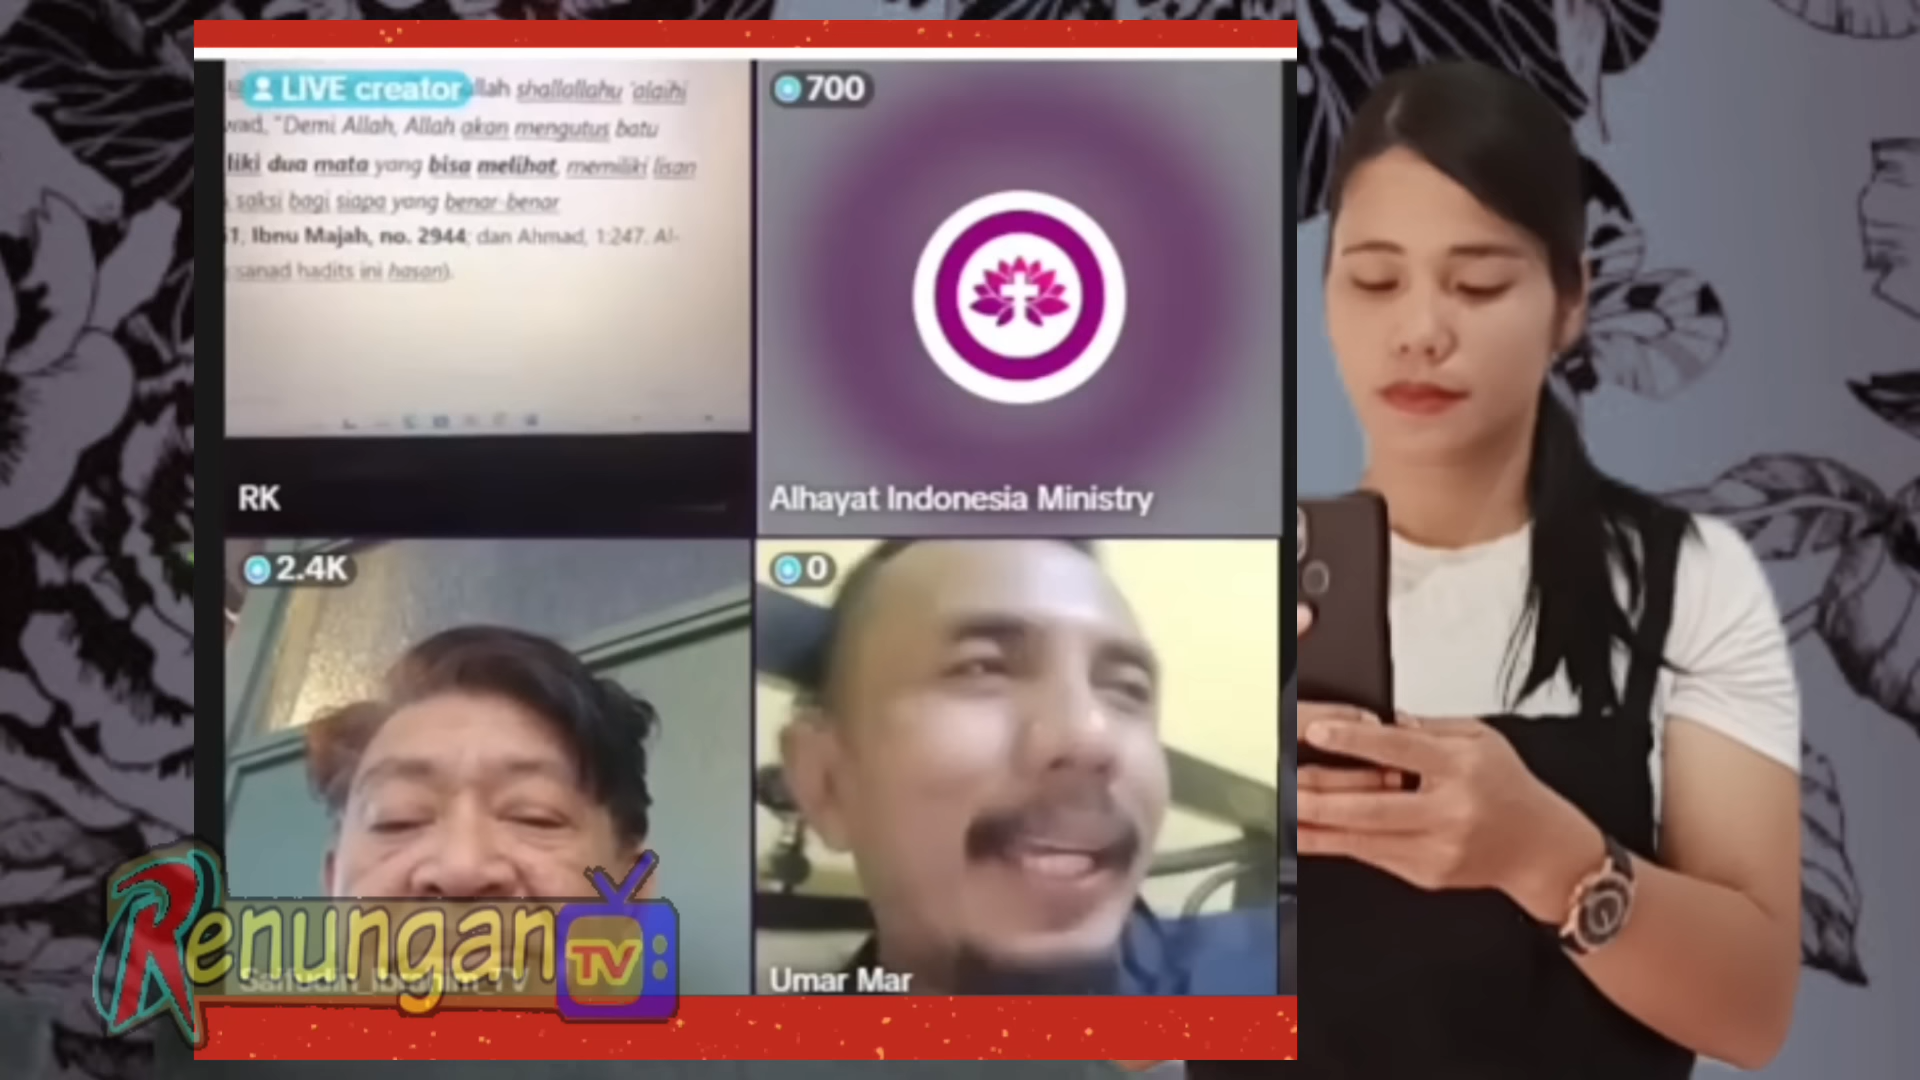 LIVE creator
llah shallallahu 'alaihi
wad, "Demi Allah, Allah akan mengutus batu
liki dua mata yang bisa melihat, memiliki lisan
saksi bagi siapa yang benar-benar
1, Ibnu Majah, no. 2944; dan Ahmad, 1:247. Al-
sanad hadits ini hasan).
RK
700
Alhayat Indonesia Ministry
2.4K
Saifudin_Ibrahim_TV
0
Umar Mar
Renungan TV